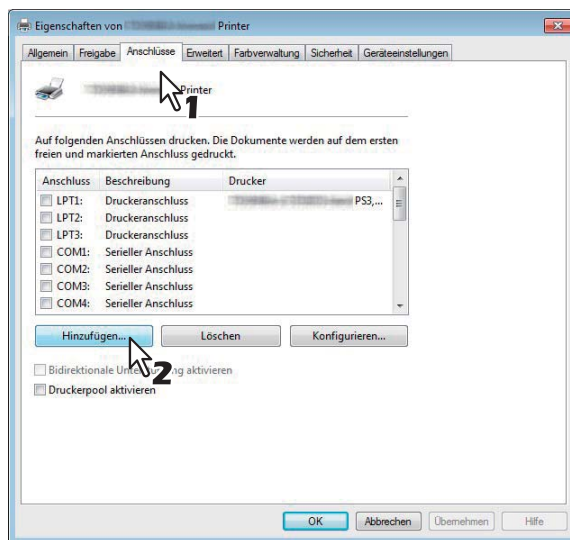 Eigenschaften von Printer
Allgemein Freigabe Anschlüsse Erweitert Farbverwaltung Sicherheit Geräteeinstellungen
Printer
1
Auf folgenden Anschlüssen drucken. Die Dokumente werden auf dem ersten
freien und markierten Anschluss gedruckt.
Anschluss Beschreibung Drucker
LPT1: Druckeranschluss PS3,...
LPT2: Druckeranschluss
LPT3: Druckeranschluss
COM1: Serieller Anschluss
COM2: Serieller Anschluss
COM3: Serieller Anschluss
COM4: Serieller Anschluss
Hinzufügen... Löschen Konfigurieren...
2
Bidirektionale aktivieren
Druckerpool aktivieren
OK Abbrechen Übernehmen Hilfe